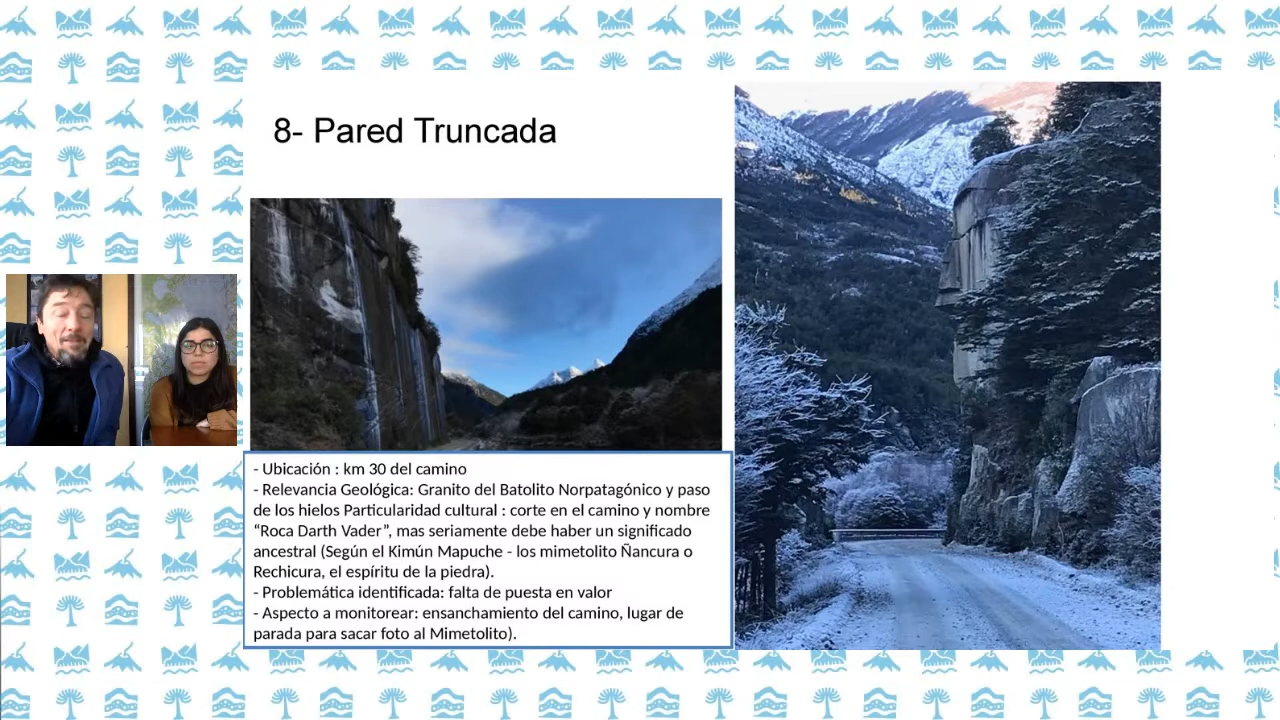 8- Pared Truncada
- Ubicación : km 30 del camino
- Relevancia Geológica: Granito del Batolito Norpatagónico y paso
de los hielos Particularidad cultural : corte en el camino y nombre
“Roca Darth Vader”, mas seriamente debe haber un significado
ancestral (Según el Kimún Mapuche - los mimetolito Ñancura o
Rechicura, el espíritu de la piedra).
- Problemática identificada: falta de puesta en valor
- Aspecto a monitorear: ensanchamiento del camino, lugar de
parada para sacar foto al Mimetolito).